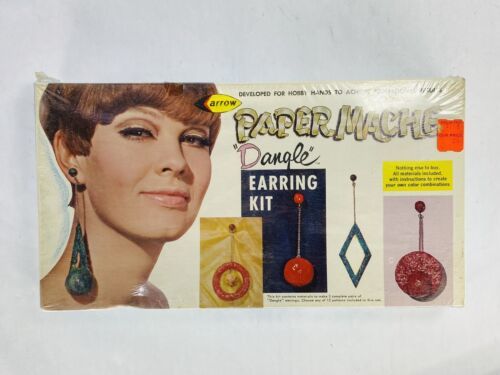 DEVELOPED FOR HOBBY HANDS TO
arrow
PAPER MACHE
"Dangle"
EARRING
KIT
Nothing else to buy.
All materials included,
with instructions to create
your own color combinations
This kit contains materials to make 3 complete pairs of
"Dangle" earrings. Choose any of 12 patterns included in this case.